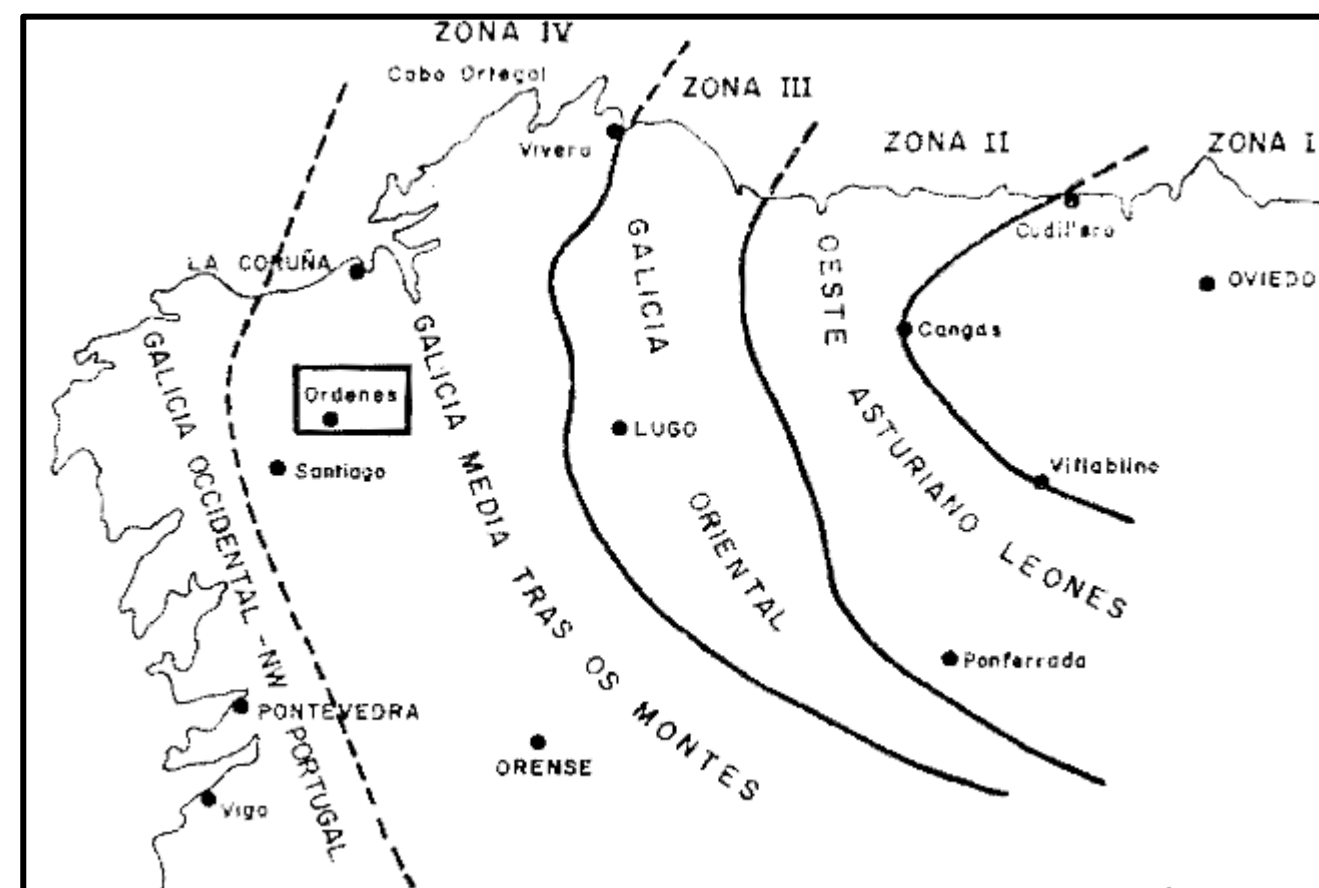 ZONA IV
Cabo Ortegal
ZONA III
Vivero
ZONA II
ZONA I
Cudillero
LA CORUÑA
OVIEDO
Cangas
Ordenes
LUGO
Santiago
Villablino
Ponferrada
PONTEVEDRA
ORENSE
Vigo
GALICIA OCCIDENTAL-NW PORTUGAL
GALICIA MEDIA TRAS OS MONTES
GALICIA ORIENTAL
OESTE ASTURIANO LEONES